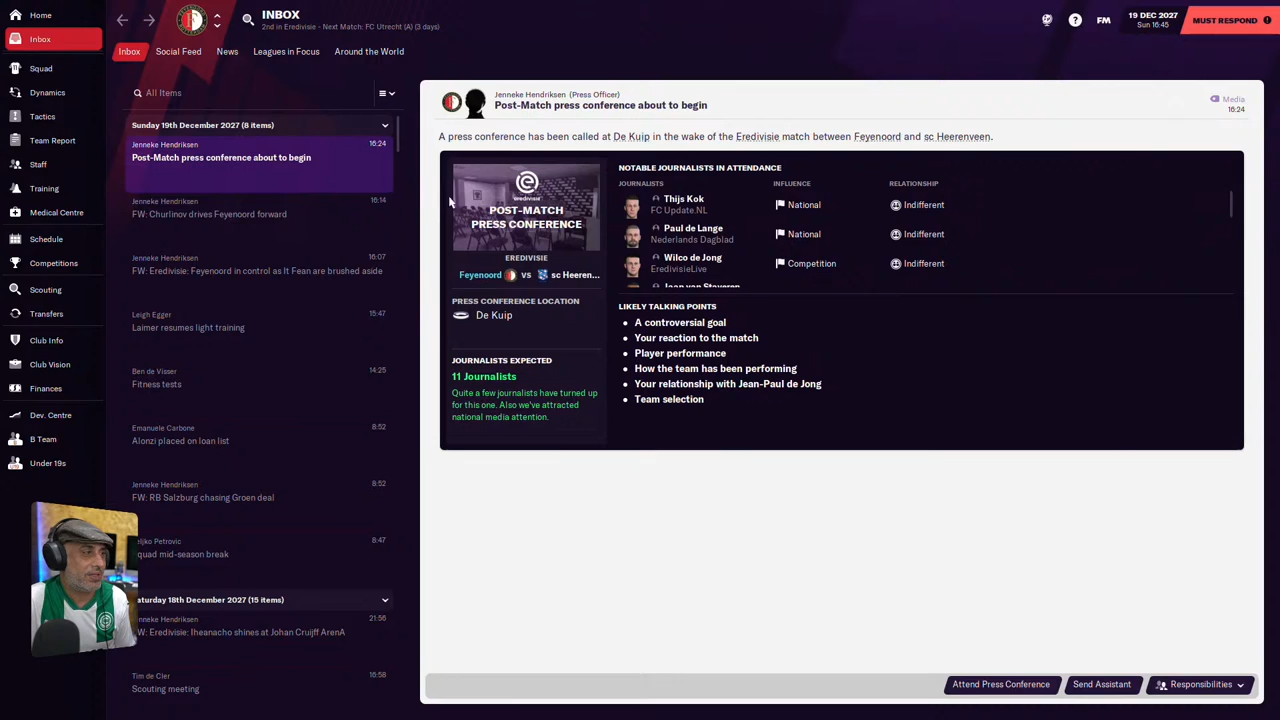 Home
Inbox
Squad
Dynamics
Tactics
Team Report
Staff
Training
Medical Centre
Schedule
Competitions
Scouting
Transfers
Club Info
Club Vision
Finances
Dev. Centre
B Team
Under 19s
INBOX
2nd in Eredivisie - Next Match: FC Utrecht (A) (3 days)
FM
19 DEC 2027
Sun 16:45
MUST RESPOND
Inbox
Social Feed
News
Leagues in Focus
Around the World
All Items
Sunday 19th December 2027 (8 items)
Jenneke Hendriksen 16:24
Post-Match press conference about to begin
Jenneke Hendriksen 16:14
FW: Churlinov drives Feyenoord forward
Jenneke Hendriksen 16:07
FW: Eredivisie: Feyenoord in control as It Fean are brushed aside
Leigh Egger 15:47
Laimer resumes light training
Ben de Visser 14:25
Fitness tests
Emanuele Carbone 8:52
Alonzi placed on loan list
Jenneke Hendriksen 8:52
FW: RB Salzburg chasing Groen deal
eljko Petrovic 8:47
quad mid-season break
aturday 18th December 2027 (15 items)
nneke Hendriksen 21:56
W: Eredivisie: Iheanacho shines at Johan Cruijff ArenA
Tim de Cler 16:58
Scouting meeting
Jenneke Hendriksen (Press Officer)
Post-Match press conference about to begin
Media
16:24
A press conference has been called at De Kuip in the wake of the Eredivisie match between Feyenoord and sc Heerenveen.
eredivisie
POST-MATCH
PRESS CONFERENCE
EREDIVISIE
Feyenoord VS sc Heeren...
PRESS CONFERENCE LOCATION
De Kuip
JOURNALISTS EXPECTED
11 Journalists
Quite a few journalists have turned up
for this one. Also we've attracted
national media attention.
NOTABLE JOURNALISTS IN ATTENDANCE
JOURNALISTS INFLUENCE RELATIONSHIP
Thijs Kok
FC Update.NL
National
Indifferent
Paul de Lange
Nederlands Dagblad
National
Indifferent
Wilco de Jong
EredivisieLive
Competition
Indifferent
Jaap van Staveren
LIKELY TALKING POINTS
A controversial goal
Your reaction to the match
Player performance
How the team has been performing
Your relationship with Jean-Paul de Jong
Team selection
Attend Press Conference
Send Assistant
Responsibilities